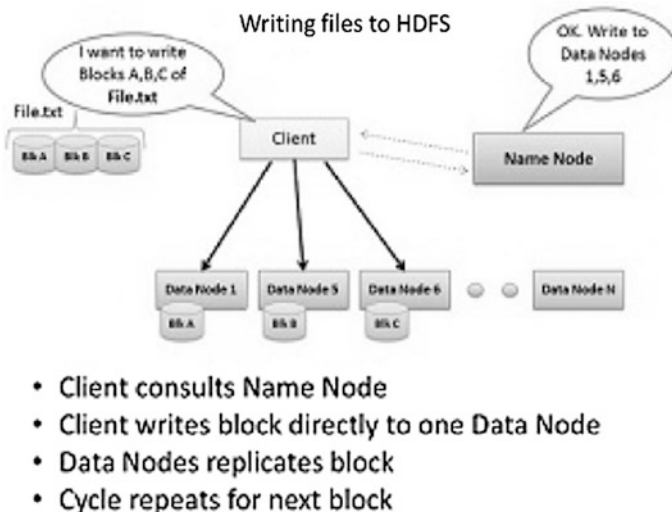 Writing files to HDFS
I want to write
Blocks A,B,C of
File.txt
OK. Write to
Data Nodes
1,5,6
File.txt
Blk A
Blk B
Blk C
Client
Name Node
Data Node 1
Data Node 5
Data Node 6
Data Node N
Blk A
Blk B
Blk C
• Client consults Name Node
• Client writes block directly to one Data Node
• Data Nodes replicates block
• Cycle repeats for next block